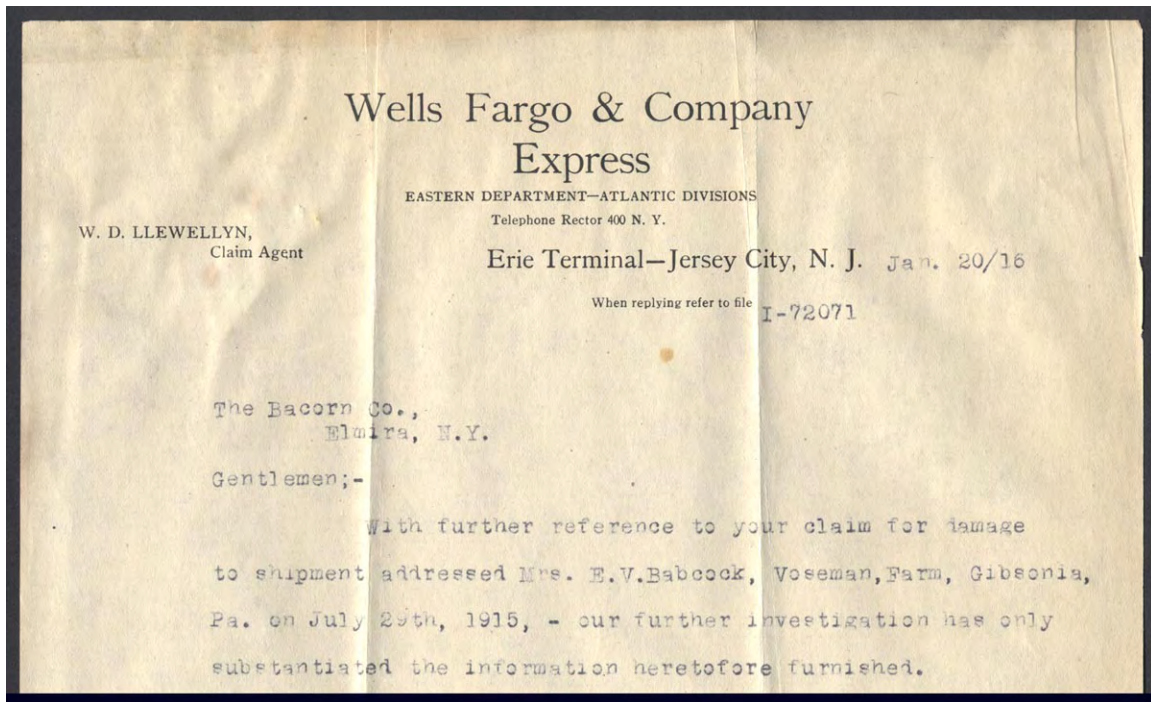 Wells Fargo & Company
Express
EASTERN DEPARTMENT—ATLANTIC DIVISIONS
Telephone Rector 400 N. Y.
W. D. LLEWELLYN,
Claim Agent
Erie Terminal—Jersey City, N. J. Jan. 20/16
When replying refer to file I-72071
The Bacorn Co.,
Elmira, N.Y.
Gentlemen;-
With further reference to your claim for damage
to shipment addressed Mrs. E.V.Babcock, Voseman,Farm, Gibsonia,
Pa. on July 29th, 1915, - our further investigation has only
substantiated the information heretofore furnished.